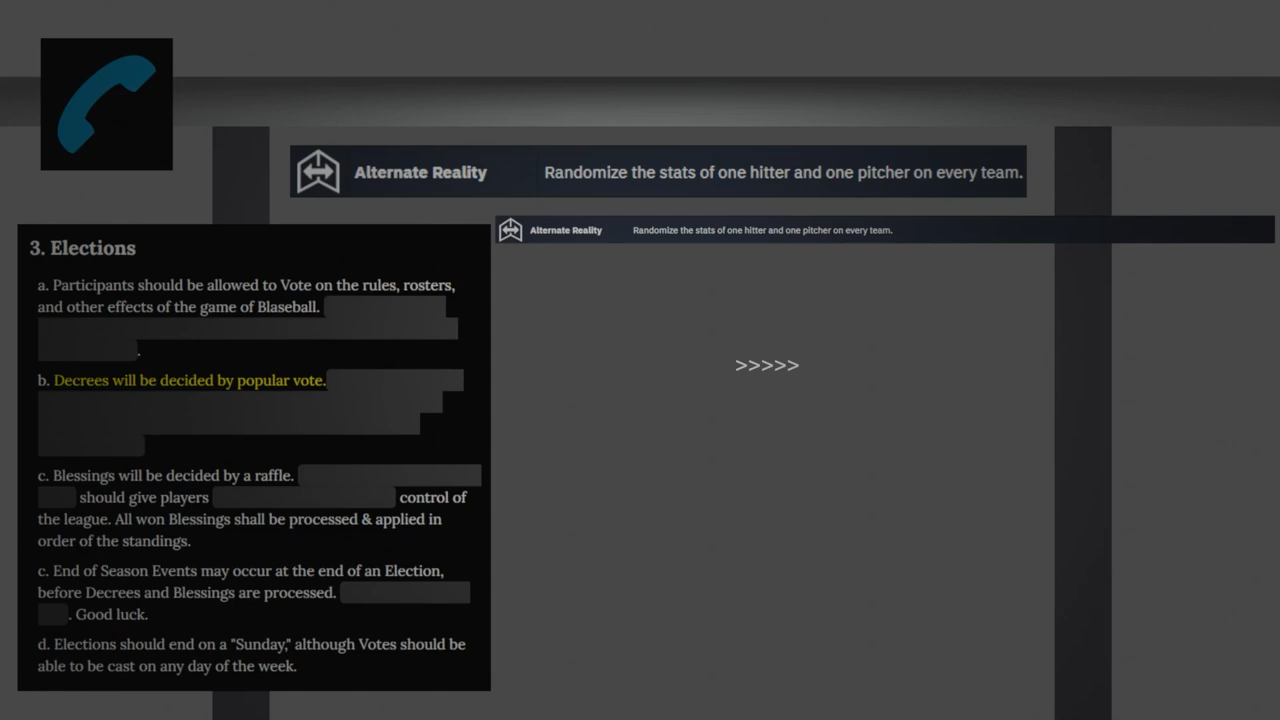 Alternate Reality Randomize the stats of one hitter and one pitcher on every team.
Alternate Reality Randomize the stats of one hitter and one pitcher on every team.
3. Elections
a. Participants should be allowed to Vote on the rules, rosters,
and other effects of the game of Blaseball.
.
b. Decrees will be decided by popular vote.
c. Blessings will be decided by a raffle.
should give players control of
the league. All won Blessings shall be processed & applied in
order of the standings.
c. End of Season Events may occur at the end of an Election,
before Decrees and Blessings are processed.
. Good luck.
d. Elections should end on a "Sunday," although Votes should be
able to be cast on any day of the week.
>>>>>